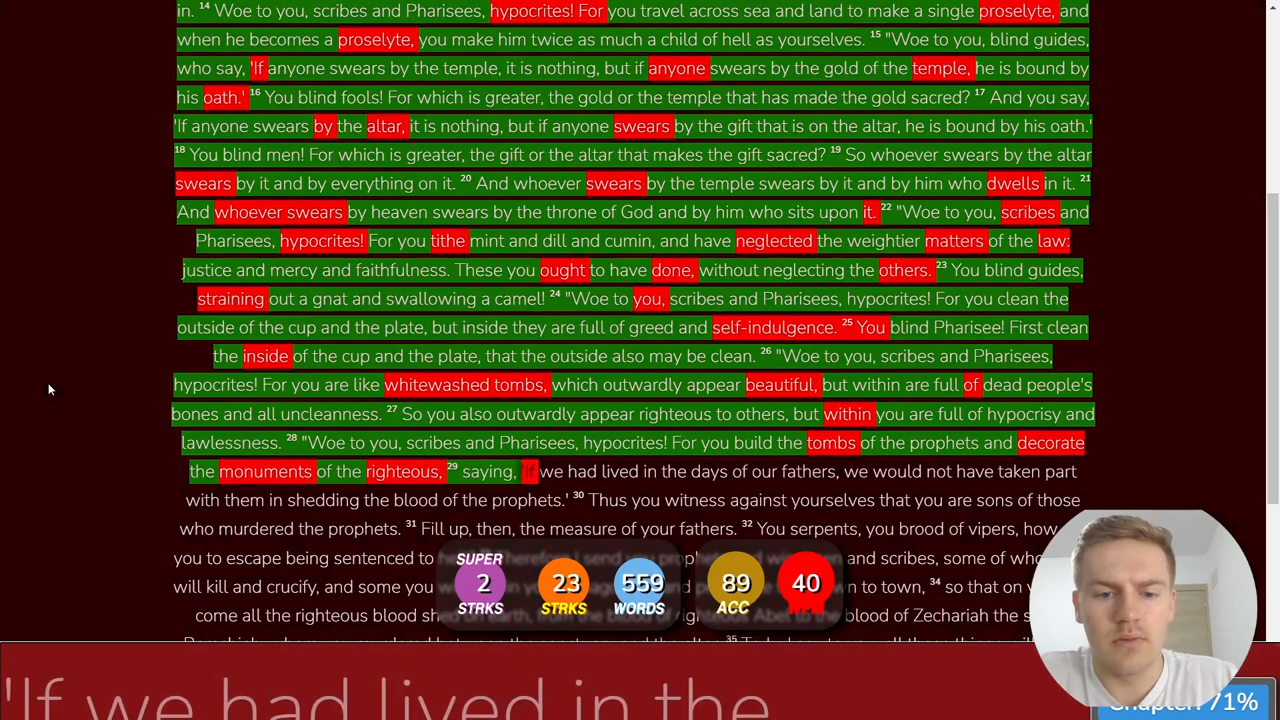 in. 14 Woe to you, scribes and Pharisees, hypocrites! For you travel across sea and land to make a single proselyte, and
when he becomes a proselyte, you make him twice as much a child of hell as yourselves. 15 "Woe to you, blind guides,
who say, 'If anyone swears by the temple, it is nothing, but if anyone swears by the gold of the temple, he is bound by
his oath.' 16 You blind fools! For which is greater, the gold or the temple that has made the gold sacred? 17 And you say,
'If anyone swears by the altar, it is nothing, but if anyone swears by the gift that is on the altar, he is bound by his oath.'
18 You blind men! For which is greater, the gift or the altar that makes the gift sacred? 19 So whoever swears by the altar
swears by it and by everything on it. 20 And whoever swears by the temple swears by it and by him who dwells in it. 21
And whoever swears by heaven swears by the throne of God and by him who sits upon it. 22 "Woe to you, scribes and
Pharisees, hypocrites! For you tithe mint and dill and cumin, and have neglected the weightier matters of the law:
justice and mercy and faithfulness. These you ought to have done, without neglecting the others. 23 You blind guides,
straining out a gnat and swallowing a camel! 24 "Woe to you, scribes and Pharisees, hypocrites! For you clean the
outside of the cup and the plate, but inside they are full of greed and self-indulgence. 25 You blind Pharisee! First clean
the inside of the cup and the plate, that the outside also may be clean. 26 "Woe to you, scribes and Pharisees,
hypocrites! For you are like whitewashed tombs, which outwardly appear beautiful, but within are full of dead people's
bones and all uncleanness. 27 So you also outwardly appear righteous to others, but within you are full of hypocrisy and
lawlessness. 28 "Woe to you, scribes and Pharisees, hypocrites! For you build the tombs of the prophets and decorate
the monuments of the righteous, 29 saying, 'If we had lived in the days of our fathers, we would not have taken part
with them in shedding the blood of the prophets.' 30 Thus you witness against yourselves that you are sons of those
who murdered the prophets. 31 Fill up, then, the measure of your fathers. 32 You serpents, you brood of vipers, how
you to escape being sentenced to and scribes, some of
will kill and crucify, and some you to town, 34 so that on
come all the righteous blood blood of Zechariah the
SUPER
2
STRKS
23
STRKS
559
WORDS
89
ACC
40
'If we had lived in the
Chapter: 71%